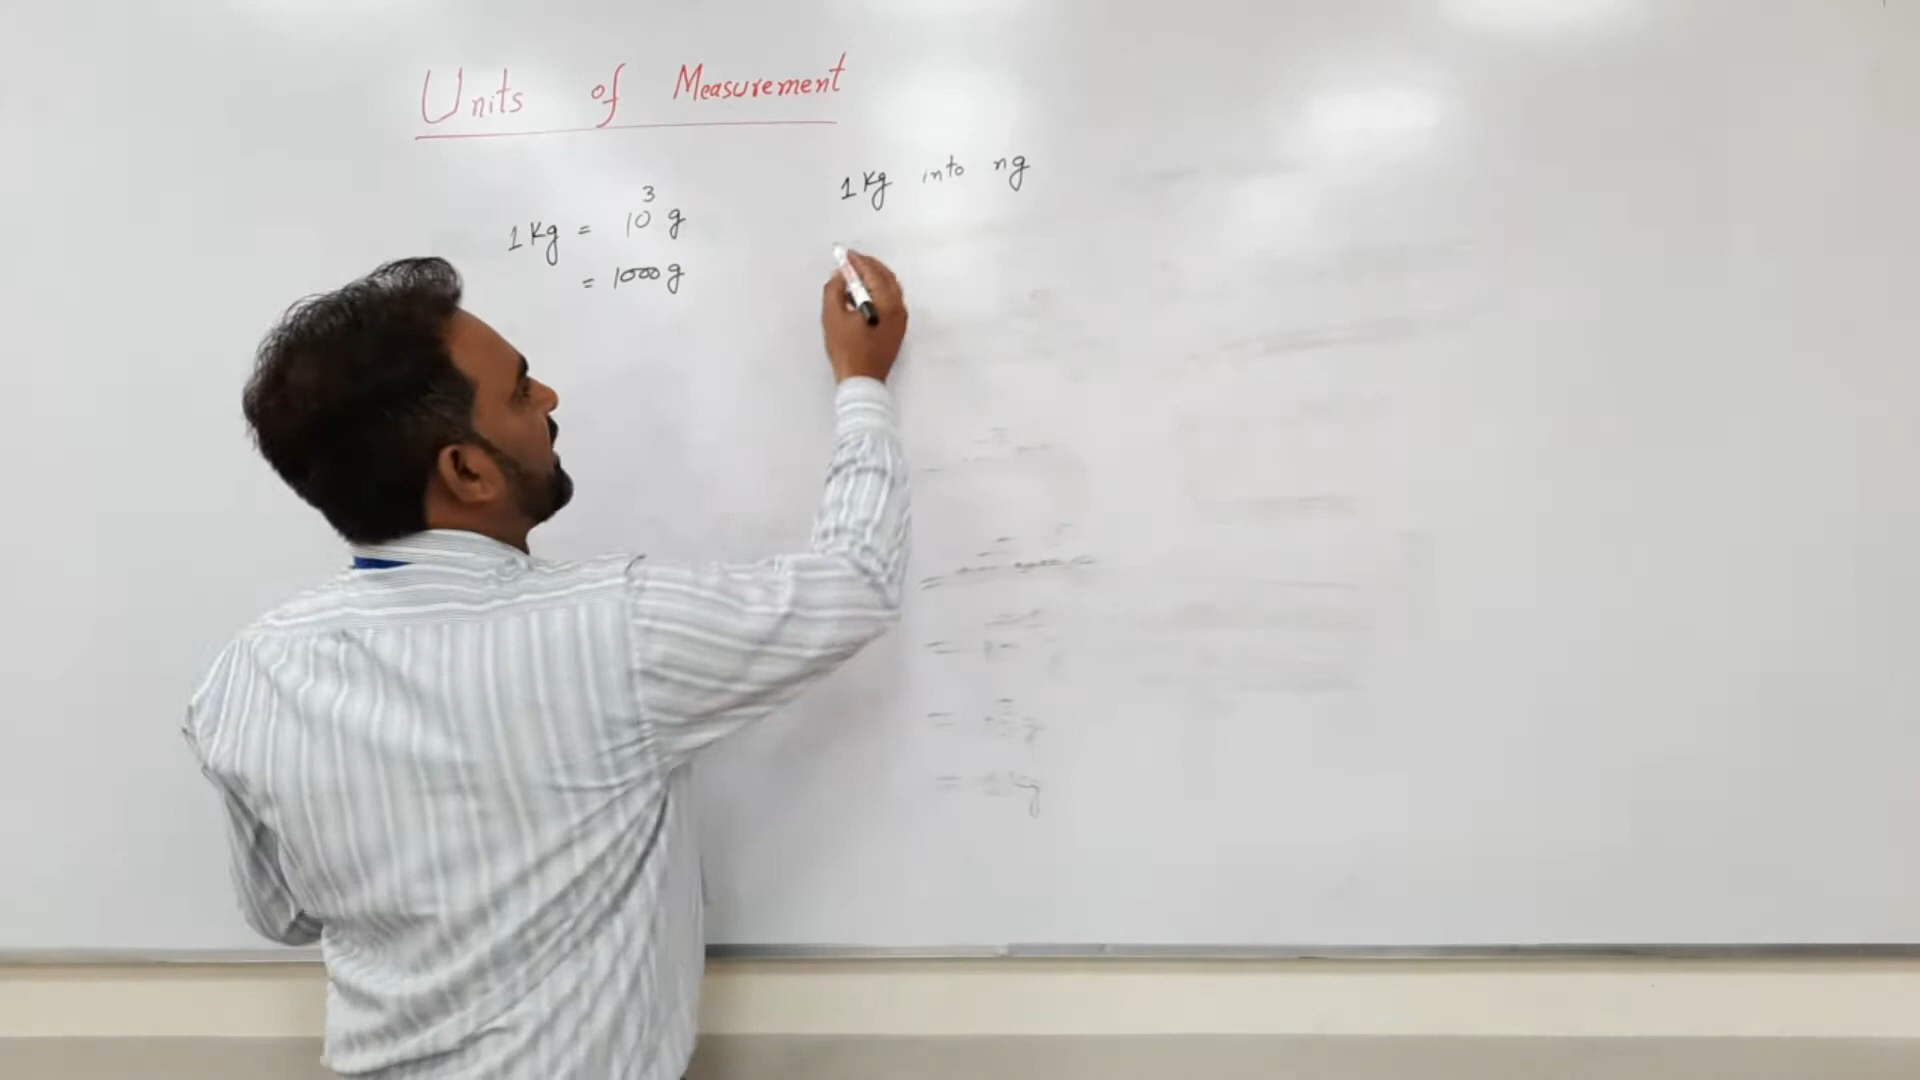 Units of Measurement
1 Kg = 10³ g
= 1000 g
1 Kg into ng